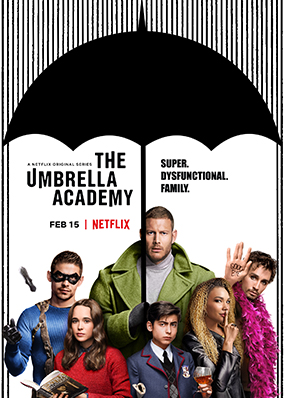 A NETFLIX ORIGINAL SERIES
THE
UMBRELLA
ACADEMY
FEB 15 | NETFLIX
SUPER.
DYSFUNCTIONAL.
FAMILY.